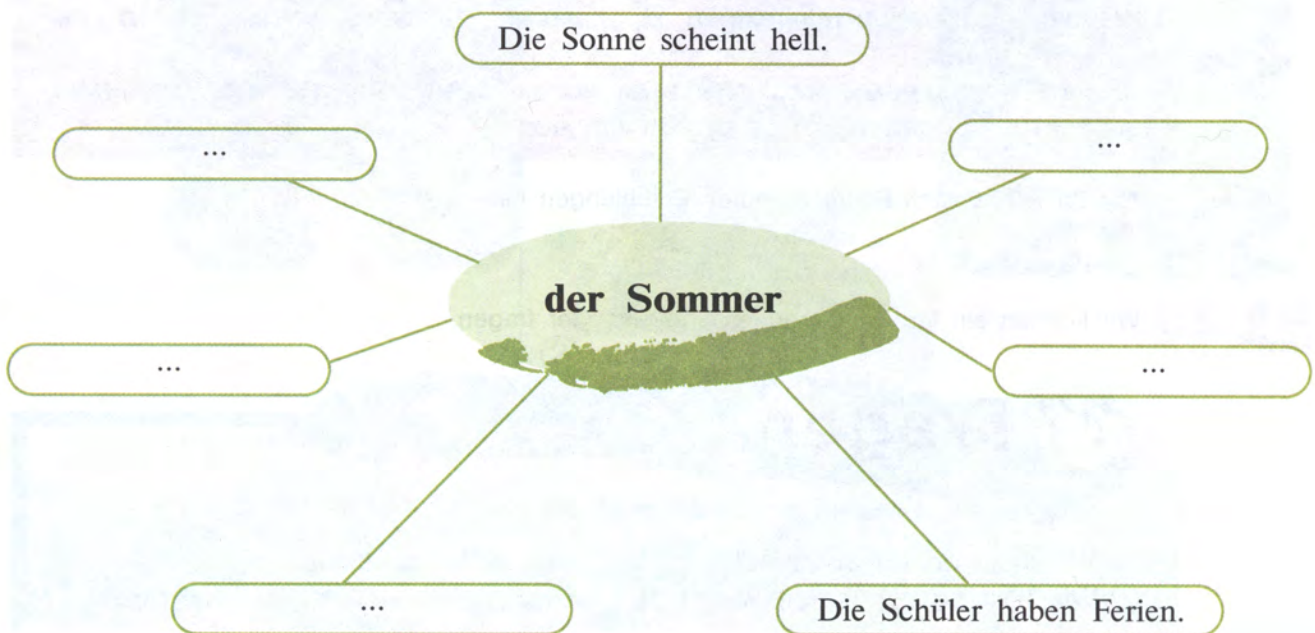 Die Sonne scheint hell.
...
...
der Sommer
...
...
...
Die Schüler haben Ferien.